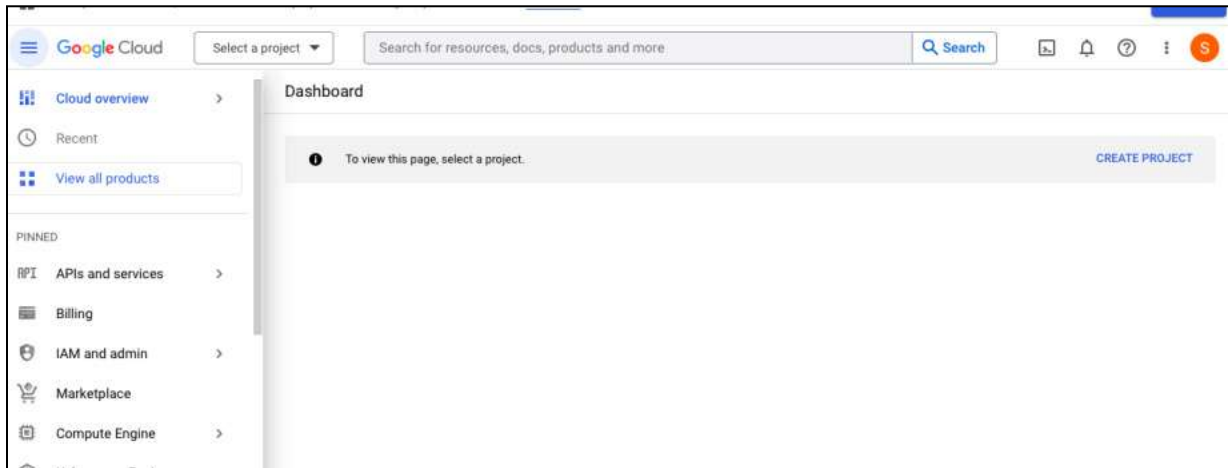 Google Cloud
Select a project
Search for resources, docs, products and more
Search
S
Cloud overview
Recent
View all products
PINNED
API APIs and services
Billing
IAM and admin
Marketplace
Compute Engine
Dashboard
To view this page, select a project.
CREATE PROJECT